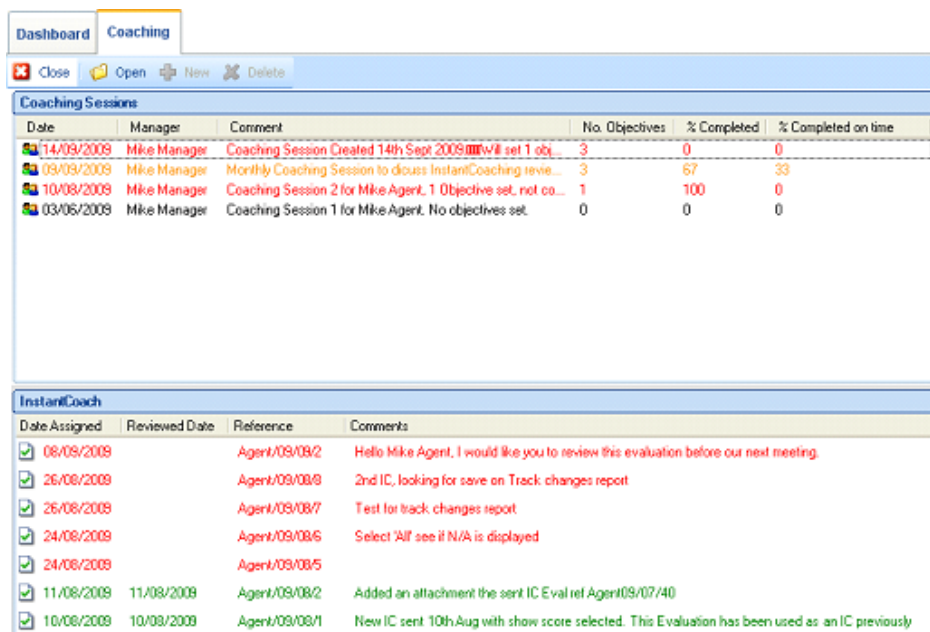 Dashboard Coaching
Close Open New Delete
Coaching Sessions
Date Manager Comment No. Objectives % Completed % Completed on time
14/09/2009 Mike Manager Coaching Session Created 14th Sept 2009 Will set 1 obj... 3 0 0
09/09/2009 Mike Manager Monthly Coaching Session to dicuss InstantCoaching revie... 3 67 33
10/08/2009 Mike Manager Coaching Session 2 for Mike Agent, 1 Objective set, not co... 1 100 0
03/06/2009 Mike Manager Coaching Session 1 for Mike Agent. No objectives set. 0 0 0
InstantCoach
Date Assigned Reviewed Date Reference Comments
08/09/2009 Agent/09/09/2 Hello Mike Agent, I would like you to review this evaluation before our next meeting.
26/08/2009 Agent/09/08/8 2nd IC, looking for save on Track changes report
26/08/2009 Agent/09/08/7 Test for track changes report
24/08/2009 Agent/09/08/6 Select 'All' see if N/A is displayed
24/08/2009 Agent/09/08/5
11/08/2009 11/08/2009 Agent/09/08/2 Added an attachment the sent IC Eval ref Agent09/07/40
10/08/2009 10/08/2009 Agent/09/08/1 New IC sent 10th Aug with show score selected. This Evaluation has been used as an IC previously